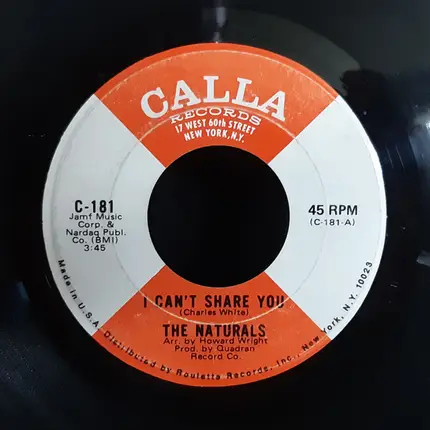 CALLA
RECORDS
17 WEST 60th STREET
NEW YORK, N.Y.
C-181
Jamf Music
Corp. &
Nardaq Publ.
Co. (BMI)
3:45
45 RPM
(C-181-A)
I CAN'T SHARE YOU
(Charles White)
THE NATURALS
Arr. by Howard Wright
Prod. by Quadran
Record Co.
Made in U.S.A. Distributed by Roulette Records, Inc., New York, N.Y. 10023